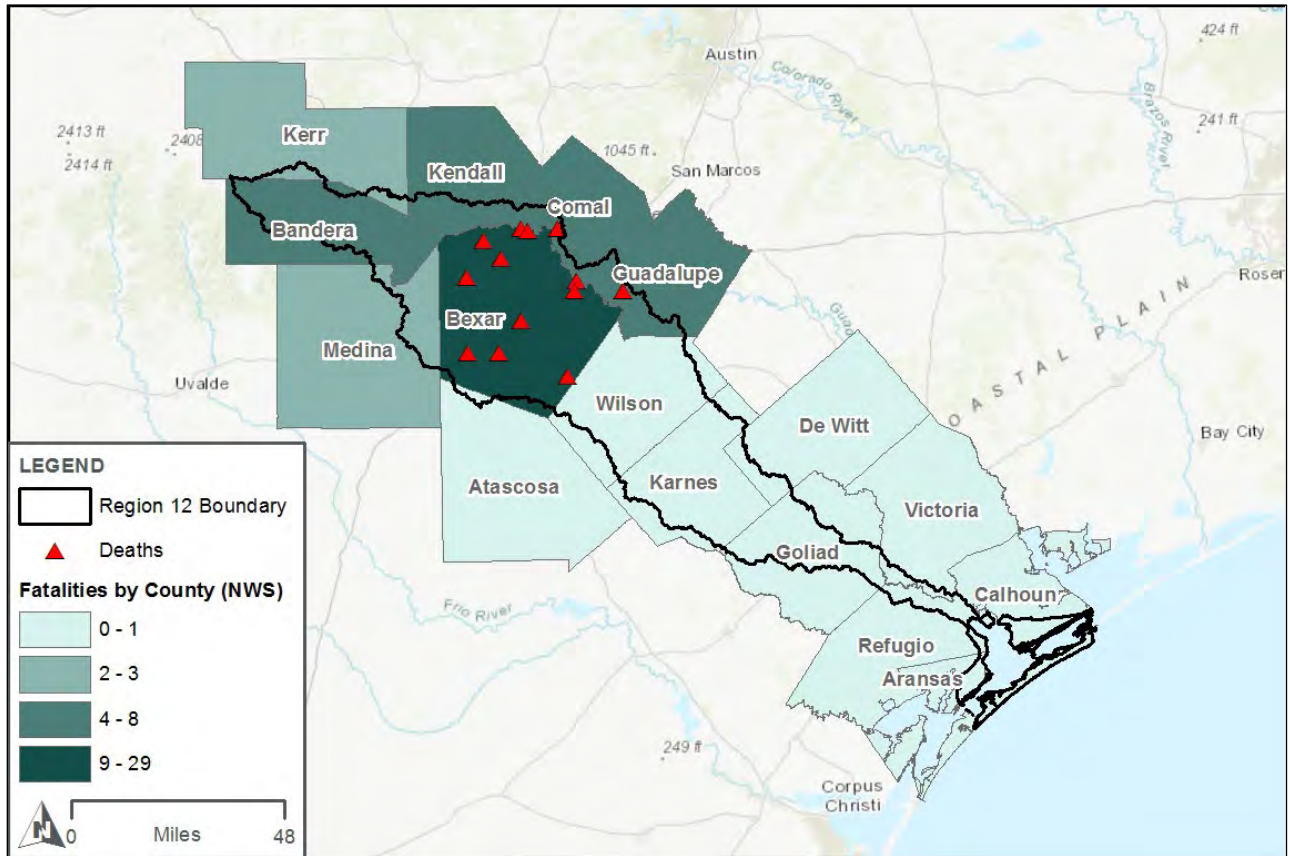 424 ft
Austin
Colorado River
Brazos River
241 ft
2413 ft
2408
2414 ft
Kerr
1045 ft
San Marcos
Kendall
Comal
Bandera
Guadalupe
Roser
Guad
Bexar
Medina
Uvalde
COASTAL PLAIN
Wilson
De Witt
Bay City
Atascosa
Karnes
Victoria
Goliad
Calhoun
Frio River
Refugio
Aransas
249 ft
Corpus
Christi
LEGEND
Region 12 Boundary
Deaths
Fatalities by County (NWS)
0 - 1
2 - 3
4 - 8
9 - 29
N
0 Miles 48